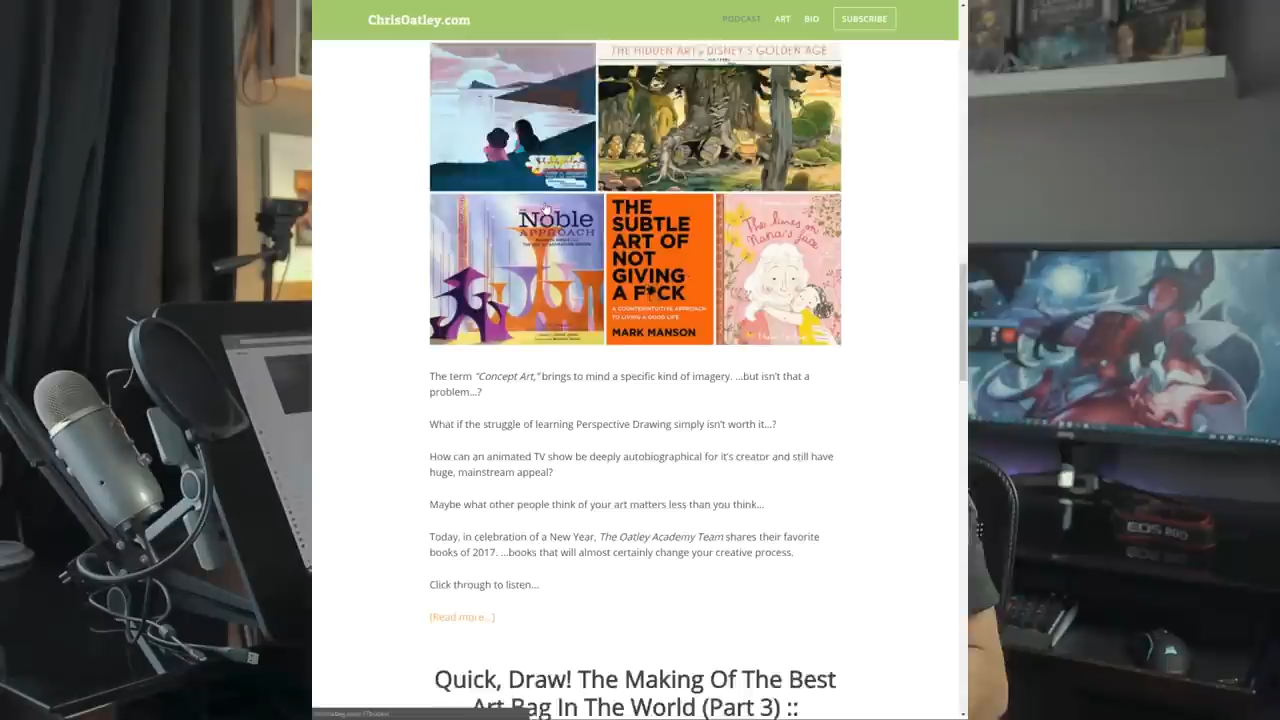 ChrisOatley.com
PODCAST ART BIO SUBSCRIBE
THE HIDDEN ART of DISNEY'S GOLDEN AGE
Noble
APPROACH
THE
SUBTLE
ART OF
NOT
GIVING
A F*CK
A COUNTERINTUITIVE APPROACH
TO LIVING A GOOD LIFE
MARK MANSON
The lines on
Nana's face
The term “Concept Art,” brings to mind a specific kind of imagery. …but isn’t that a
problem…?
What if the struggle of learning Perspective Drawing simply isn’t worth it…?
How can an animated TV show be deeply autobiographical for it’s creator and still have
huge, mainstream appeal?
Maybe what other people think of your art matters less than you think…
Today, in celebration of a New Year, The Oatley Academy Team shares their favorite
books of 2017. …books that will almost certainly change your creative process.
Click through to listen…
[Read more…]
Quick, Draw! The Making Of The Best
Art Bag In The World (Part 3) ::